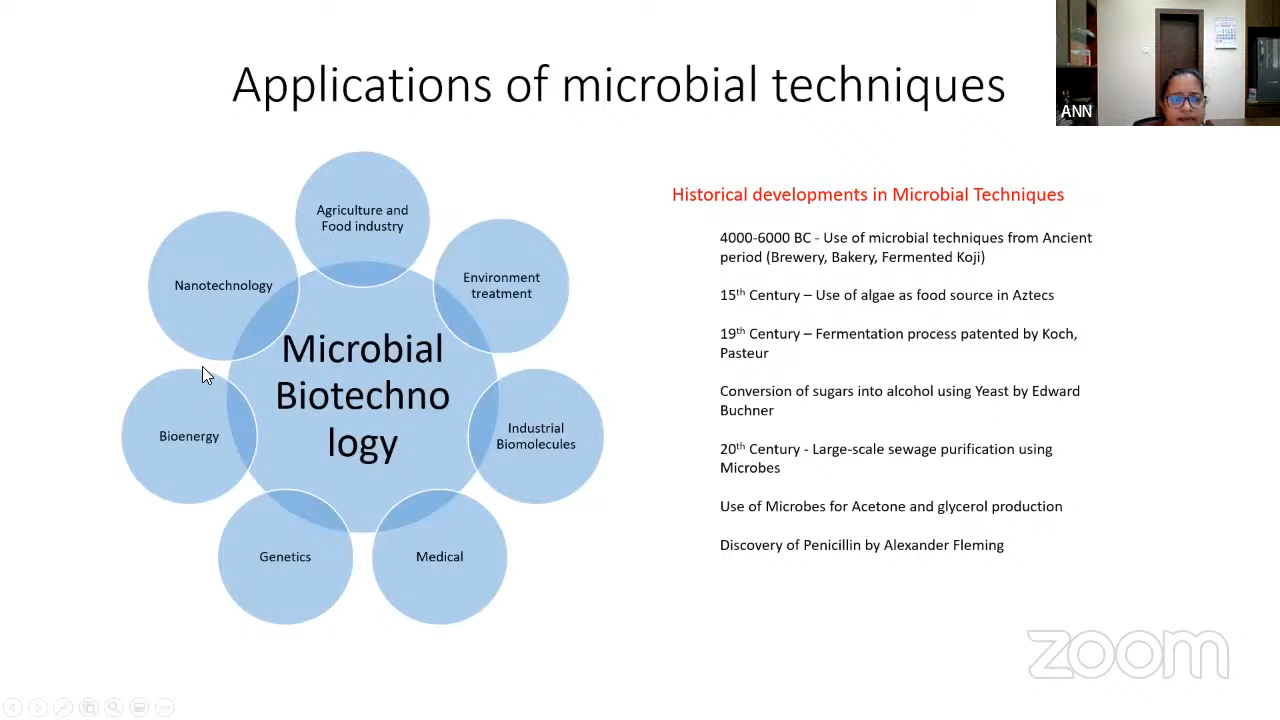 Applications of microbial techniques
ANN
Agriculture and
Food industry
Environment
treatment
Industrial
Biomolecules
Medical
Genetics
Bioenergy
Nanotechnology
Microbial
Biotechno
logy
Historical developments in Microbial Techniques
4000-6000 BC - Use of microbial techniques from Ancient
period (Brewery, Bakery, Fermented Koji)
15th Century – Use of algae as food source in Aztecs
19th Century – Fermentation process patented by Koch,
Pasteur
Conversion of sugars into alcohol using Yeast by Edward
Buchner
20th Century - Large-scale sewage purification using
Microbes
Use of Microbes for Acetone and glycerol production
Discovery of Penicillin by Alexander Fleming
zoom